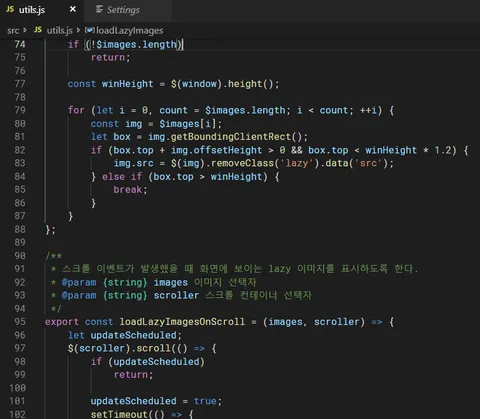 JS utils.js × Settings
src > JS utils.js > loadLazyImages
74 if (!$images.length)
75 return;
76
77 const winHeight = $(window).height();
78
79 for (let i = 0, count = $images.length; i < count; ++i) {
80 const img = $images[i];
81 let box = img.getBoundingClientRect();
82 if (box.top + img.offsetHeight > 0 && box.top < winHeight * 1.2) {
83 img.src = $(img).removeClass('lazy').data('src');
84 } else if (box.top > winHeight) {
85 break;
86 }
87 }
88 };
89
90 /**
91 * 스크롤 이벤트가 발생했을 때 화면에 보이는 lazy 이미지를 표시하도록 한다.
92 * @param {string} images 이미지 선택자
93 * @param {string} scroller 스크롤 컨테이너 선택자
94 */
95 export const loadLazyImagesOnScroll = (images, scroller) => {
96 let updateScheduled;
97 $(scroller).scroll(() => {
98 if (updateScheduled)
99 return;
100
101 updateScheduled = true;
102 setTimeout(() => {